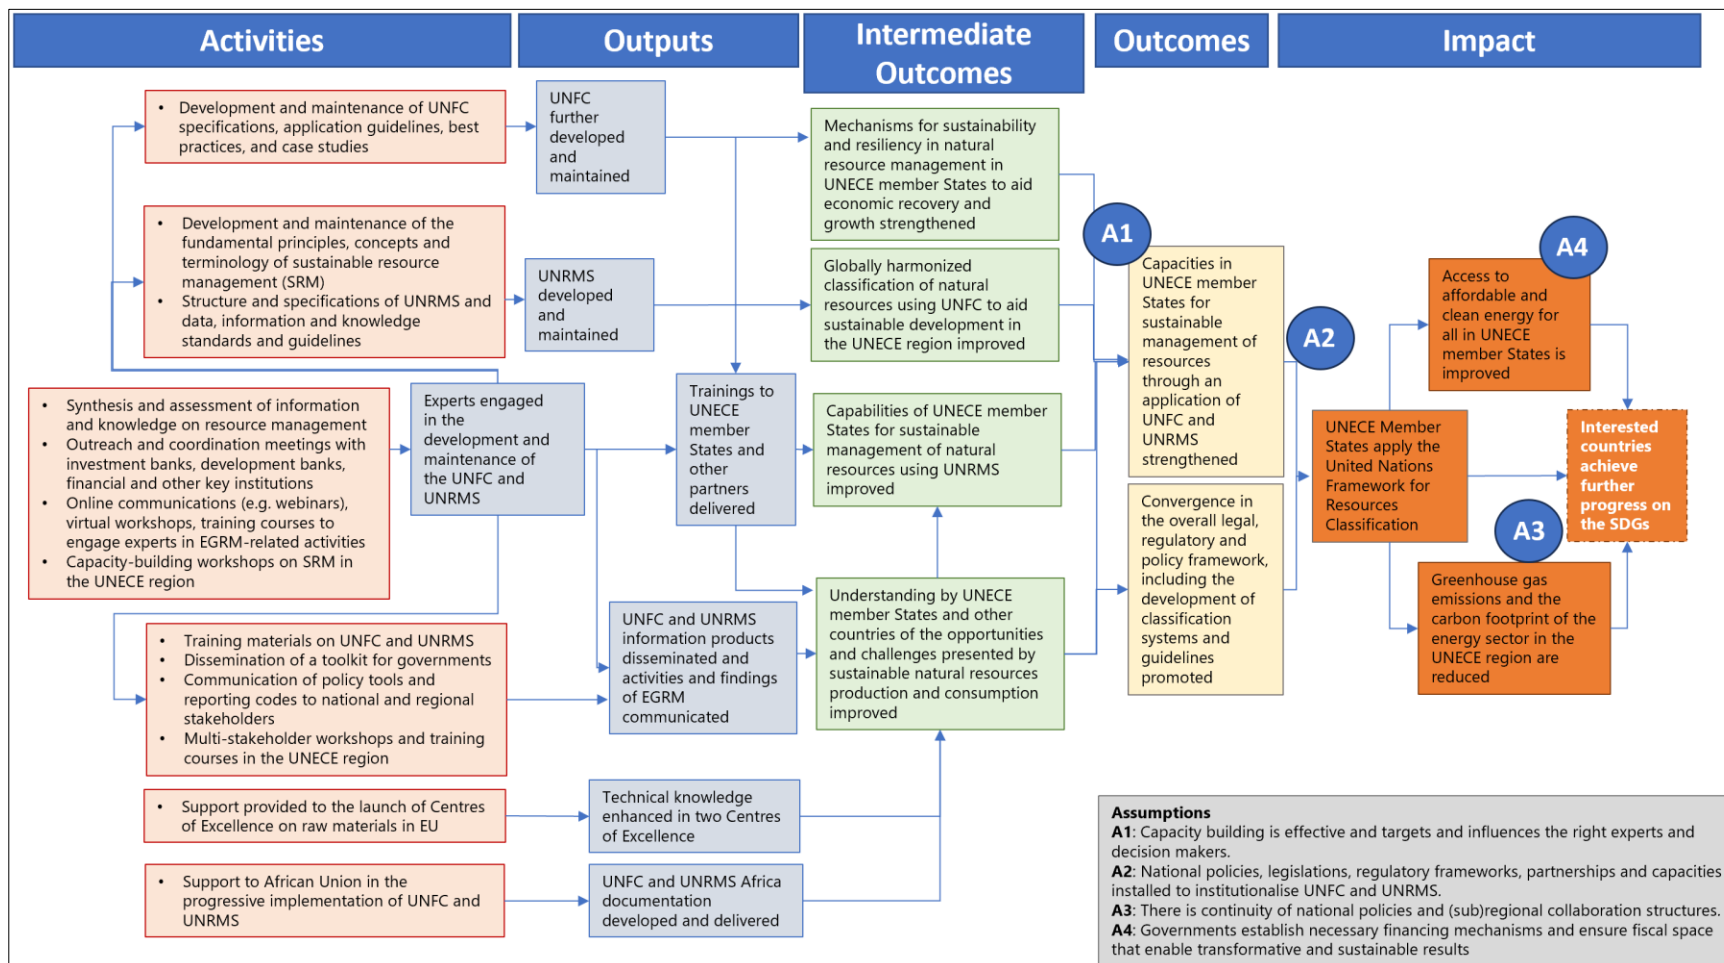 Activities
Outputs
Intermediate
Outcomes
Outcomes
Impact
• Development and maintenance of UNFC
specifications, application guidelines, best
practices, and case studies
UNFC
further
developed
and
maintained
Mechanisms for sustainability
and resiliency in natural
resource management in
UNECE member States to aid
economic recovery and
growth strengthened
• Development and maintenance of the
fundamental principles, concepts and
terminology of sustainable resource
management (SRM)
• Structure and specifications of UNRMS and
data, information and knowledge
standards and guidelines
UNRMS
developed
and
maintained
Globally harmonized
classification of natural
resources using UNFC to aid
sustainable development in
the UNECE region improved
A1
Capacities in
UNECE member
States for
sustainable
management of
resources
through an
application of
UNFC and
UNRMS
strengthened
A2
A4
Access to
affordable and
clean energy for
all in UNECE
member States is
improved
• Synthesis and assessment of information
and knowledge on resource management
• Outreach and coordination meetings with
investment banks, development banks,
financial and other key institutions
• Online communications (e.g. webinars),
virtual workshops, training courses to
engage experts in EGRM-related activities
• Capacity-building workshops on SRM in
the UNECE region
Experts engaged
in the
development and
maintenance of
the UNFC and
UNRMS
Trainings to
UNECE
member
States and
other
partners
delivered
Capabilities of UNECE member
States for sustainable
management of natural
resources using UNRMS
improved
UNECE Member
States apply the
United Nations
Framework for
Resources
Classification
Interested
countries
achieve
further
progress on
the SDGs
A3
Convergence in
the overall legal,
regulatory and
policy framework,
including the
development of
classification
systems and
guidelines
promoted
Greenhouse gas
emissions and the
carbon footprint of the
energy sector in the
UNECE region are
reduced
• Training materials on UNFC and UNRMS
• Dissemination of a toolkit for governments
• Communication of policy tools and
reporting codes to national and regional
stakeholders
• Multi-stakeholder workshops and training
courses in the UNECE region
UNFC and UNRMS
information products
disseminated and
activities and findings
of EGRM
communicated
Understanding by UNECE
member States and other
countries of the opportunities
and challenges presented by
sustainable natural resources
production and consumption
improved
• Support provided to the launch of Centres
of Excellence on raw materials in EU
Technical knowledge
enhanced in two Centres
of Excellence
• Support to African Union in the
progressive implementation of UNFC and
UNRMS
UNFC and UNRMS Africa
documentation
developed and delivered
Assumptions
A1: Capacity building is effective and targets and influences the right experts and
decision makers.
A2: National policies, legislations, regulatory frameworks, partnerships and capacities
installed to institutionalise UNFC and UNRMS.
A3: There is continuity of national policies and (sub)regional collaboration structures.
A4: Governments establish necessary financing mechanisms and ensure fiscal space
that enable transformative and sustainable results